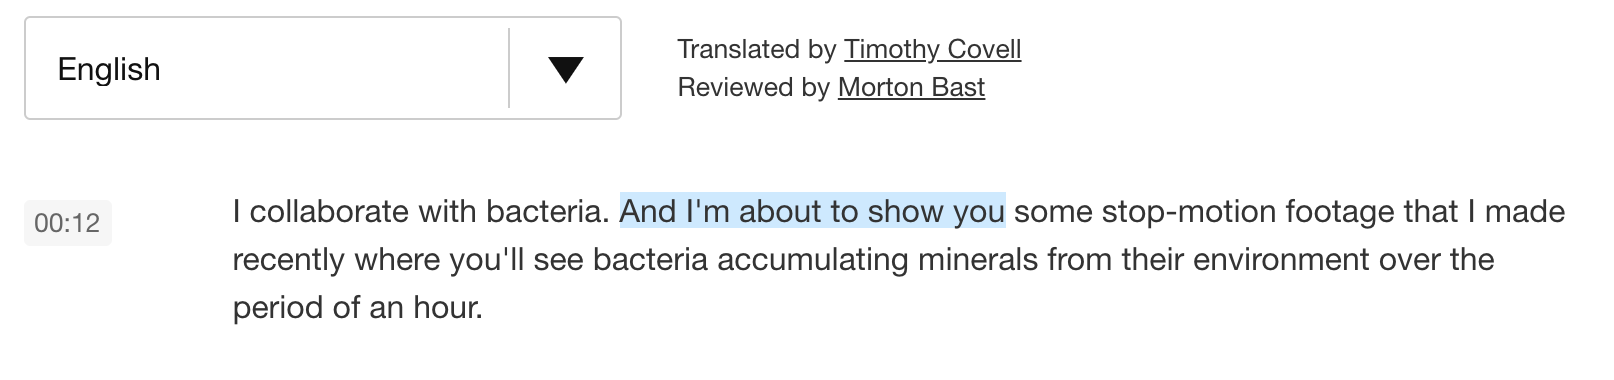 English
Translated by Timothy Covell
Reviewed by Morton Bast
00:12
I collaborate with bacteria. And I'm about to show you some stop-motion footage that I made
recently where you'll see bacteria accumulating minerals from their environment over the
period of an hour.